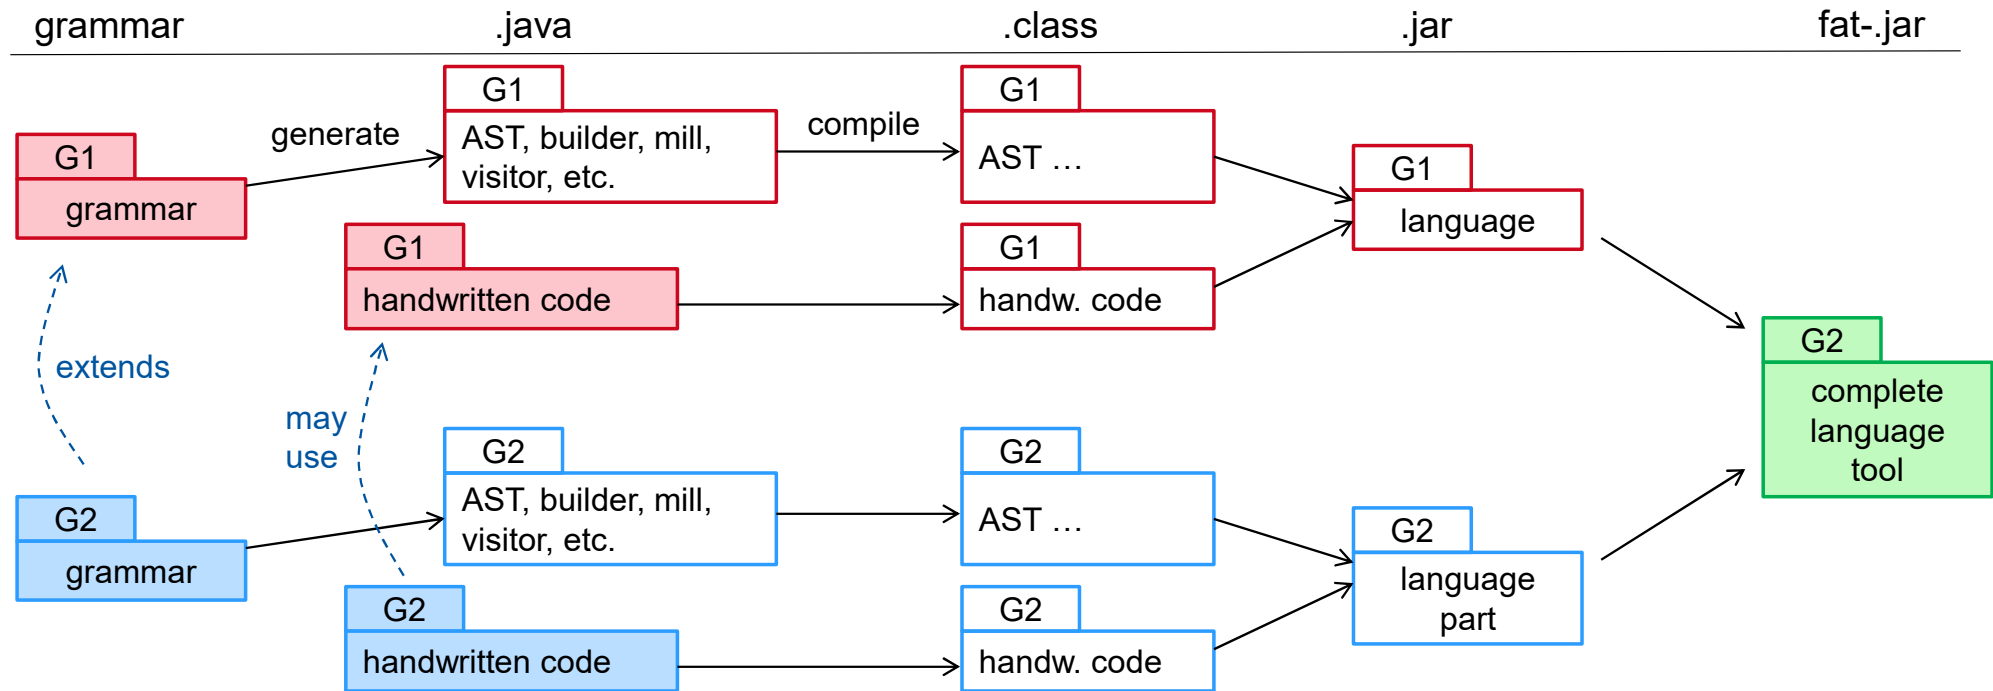 grammar .java .class .jar fat-.jar
G1
grammar
generate
G1
AST, builder, mill,
visitor, etc.
compile
G1
AST …
G1
handwritten code
G1
handw. code
G1
language
extends
may
use
G2
grammar
G2
AST, builder, mill,
visitor, etc.
G2
AST …
G2
handwritten code
G2
handw. code
G2
language
part
G2
complete
language
tool